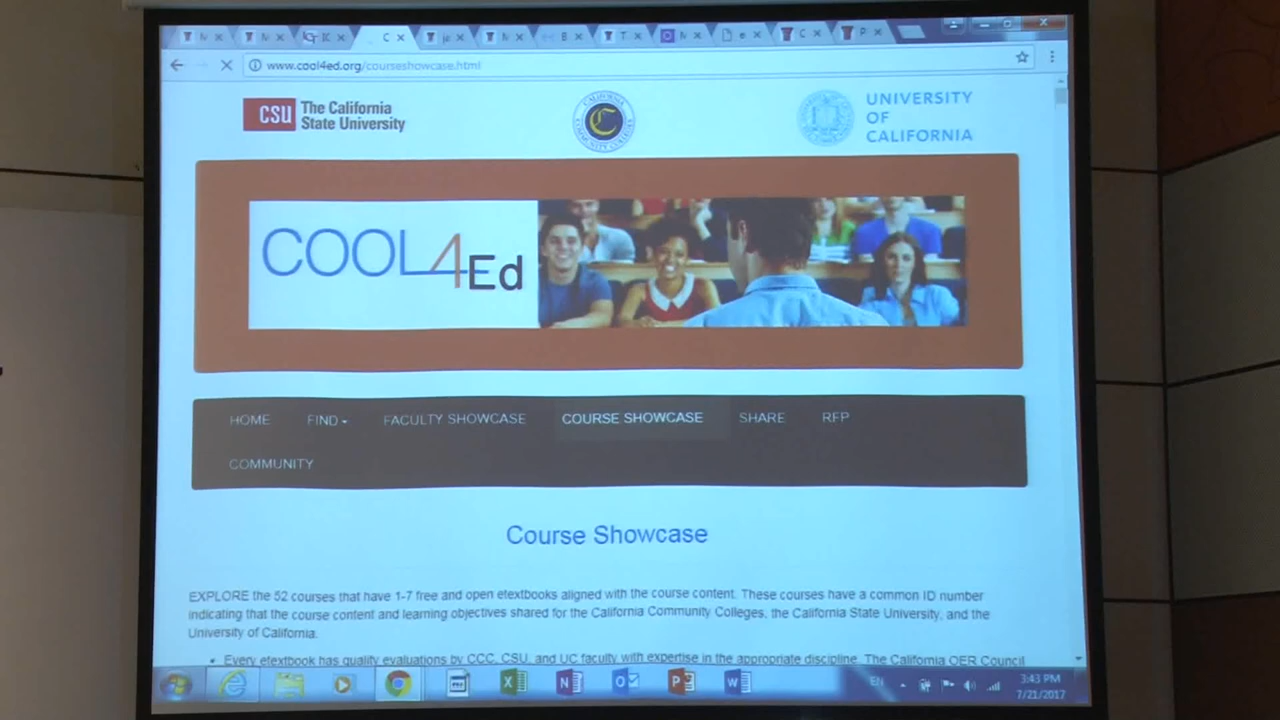 www.cool4ed.org/courseshowcase.html
CSU The California
State University
CALIFORNIA
COMMUNITY COLLEGES
UNIVERSITY
OF
CALIFORNIA
COOL4Ed
HOME FIND FACULTY SHOWCASE COURSE SHOWCASE SHARE RFP
COMMUNITY
Course Showcase
EXPLORE the 52 courses that have 1-7 free and open etextbooks aligned with the course content. These courses have a common ID number
indicating that the course content and learning objectives shared for the California Community Colleges, the California State University, and the
University of California.
• Every etextbook has quality evaluations by CCC, CSU, and UC faculty with expertise in the appropriate discipline. The California OER Council
EN
3:43 PM
7/21/2017